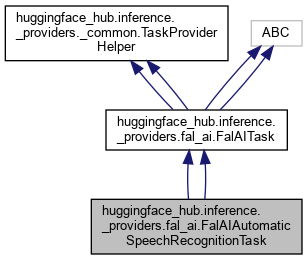 huggingface_hub.inference.
_providers._common.TaskProvider
Helper
ABC
huggingface_hub.inference.
_providers.fal_ai.FalAITask
huggingface_hub.inference.
_providers.fal_ai.FalAIAutomatic
SpeechRecognitionTask